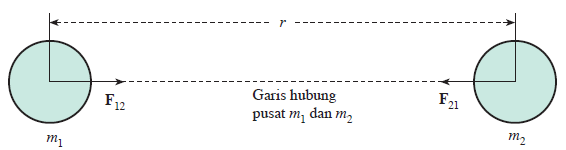 r
F₁₂
Garis hubung
pusat m₁ dan m₂
F₂₁
m₁
m₂